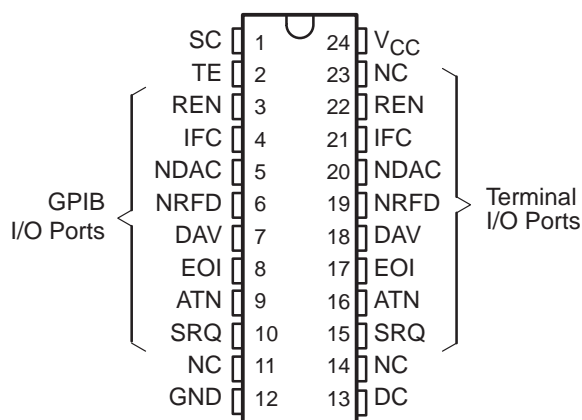 SC 1 24 VCC
TE 2 23 NC
REN 3 22 REN
IFC 4 21 IFC
NDAC 5 20 NDAC
GPIB I/O Ports
NRFD 6 19 NRFD
Terminal I/O Ports
DAV 7 18 DAV
EOI 8 17 EOI
ATN 9 16 ATN
SRQ 10 15 SRQ
NC 11 14 NC
GND 12 13 DC